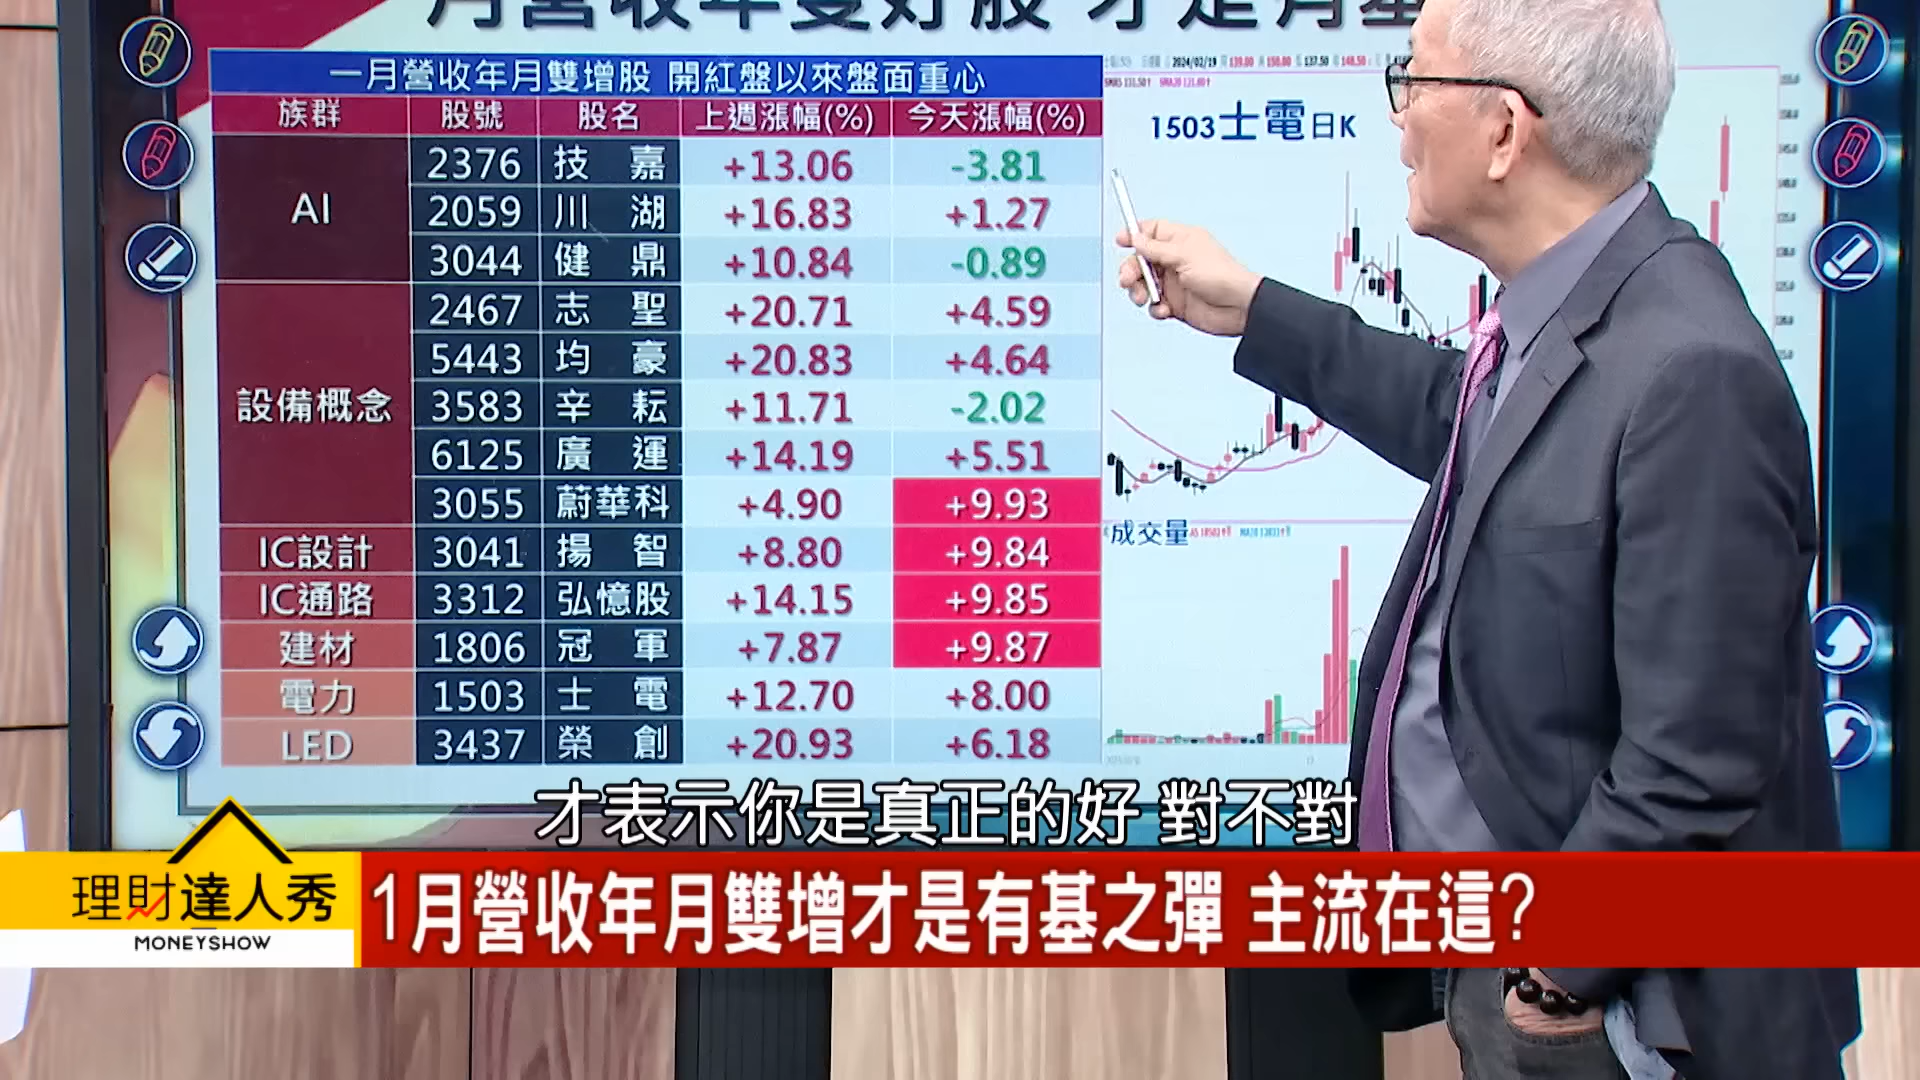 一月營收年月雙增股 開紅盤以來盤面重心
族群 股號 股名 上週漲幅(%) 今天漲幅(%)
AI
2376 技嘉 +13.06 -3.81
2059 川湖 +16.83 +1.27
3044 健鼎 +10.84 -0.89
設備概念
2467 志聖 +20.71 +4.59
5443 均豪 +20.83 +4.64
3583 辛耘 +11.71 -2.02
6125 廣運 +14.19 +5.51
3055 蔚華科 +4.90 +9.93
IC設計 3041 揚智 +8.80 +9.84
IC通路 3312 弘憶股 +14.15 +9.85
建材 1806 冠軍 +7.87 +9.87
電力 1503 士電 +12.70 +8.00
LED 3437 榮創 +20.93 +6.18
2024/02/19
1503士電日K
成交量
才表示你是真正的好 對不對
理財達人秀
MONEYSHOW
1月營收年月雙增才是有基之彈 主流在這?